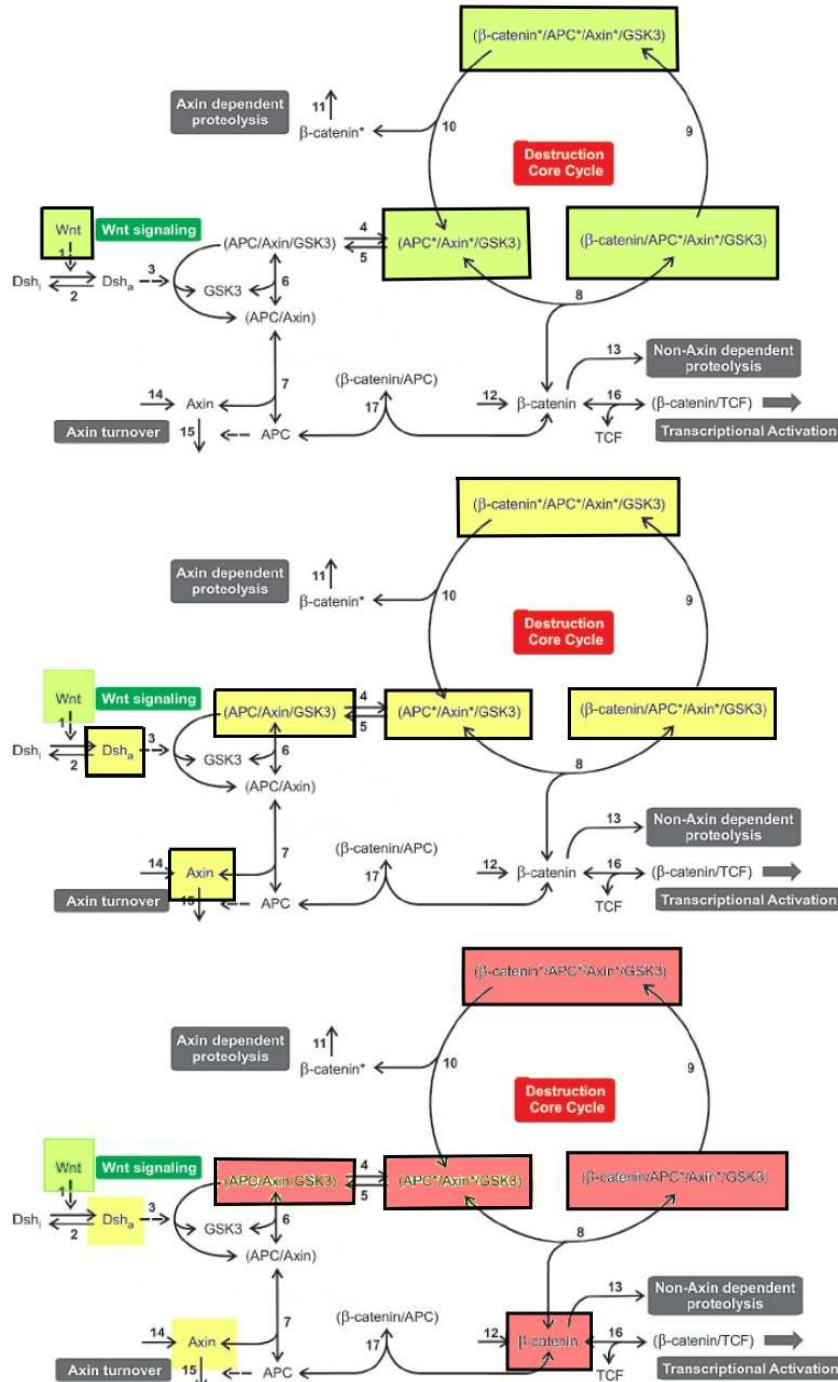 (β-catenin*/APC*/Axin*/GSK3)
Axin dependent
proteolysis
11
β-catenin*
10
9
Destruction
Core Cycle
Wnt
Wnt signaling
1
(APC/Axin/GSK3)
4
5
(APC*/Axin*/GSK3)
(β-catenin/APC*/Axin*/GSK3)
Dshi
2
Dsha
3
GSK3
6
(APC/Axin)
8
14
Axin
7
(β-catenin/APC)
17
12
β-catenin
13
Non-Axin dependent
proteolysis
16
(β-catenin/TCF)
Axin turnover
15
APC
TCF
Transcriptional Activation
(β-catenin*/APC*/Axin*/GSK3)
Axin dependent
proteolysis
11
β-catenin*
10
9
Destruction
Core Cycle
Wnt
Wnt signaling
1
(APC/Axin/GSK3)
4
5
(APC*/Axin*/GSK3)
(β-catenin/APC*/Axin*/GSK3)
Dshi
2
Dsha
3
GSK3
6
(APC/Axin)
8
14
Axin
7
(β-catenin/APC)
17
12
β-catenin
13
Non-Axin dependent
proteolysis
16
(β-catenin/TCF)
Axin turnover
15
APC
TCF
Transcriptional Activation
(β-catenin*/APC*/Axin*/GSK3)
Axin dependent
proteolysis
11
β-catenin*
10
9
Destruction
Core Cycle
Wnt
Wnt signaling
1
(APC/Axin/GSK3)
4
5
(APC*/Axin*/GSK3)
(β-catenin/APC*/Axin*/GSK3)
Dshi
2
Dsha
3
GSK3
6
(APC/Axin)
8
14
Axin
7
(β-catenin/APC)
17
12
β-catenin
13
Non-Axin dependent
proteolysis
16
(β-catenin/TCF)
Axin turnover
15
APC
TCF
Transcriptional Activation